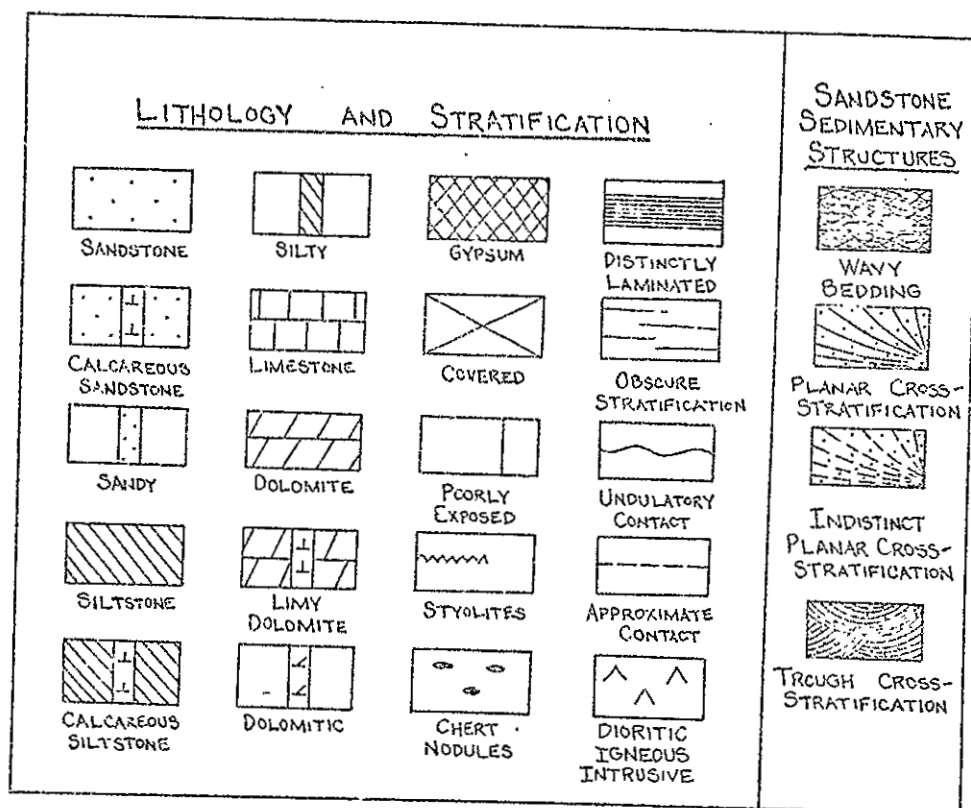 LITHOLOGY AND STRATIFICATION
SANDSTONE
SILTY
GYPSUM
DISTINCTLY
LAMINATED
CALCAREOUS
SANDSTONE
LIMESTONE
COVERED
OBSCURE
STRATIFICATION
SANDY
DOLOMITE
POORLY
EXPOSED
UNDULATORY
CONTACT
SILTSTONE
LIMY
DOLOMITE
STYOLITES
APPROXIMATE
CONTACT
CALCAREOUS
SILTSTONE
DOLOMITIC
CHERT
NODULES
DIORITIC
IGNEOUS
INTRUSIVE
SANDSTONE
SEDIMENTARY
STRUCTURES
WAVY
BEDDING
PLANAR CROSS-
STRATIFICATION
INDISTINCT
PLANAR CROSS-
STRATIFICATION
TROUGH CROSS-
STRATIFICATION